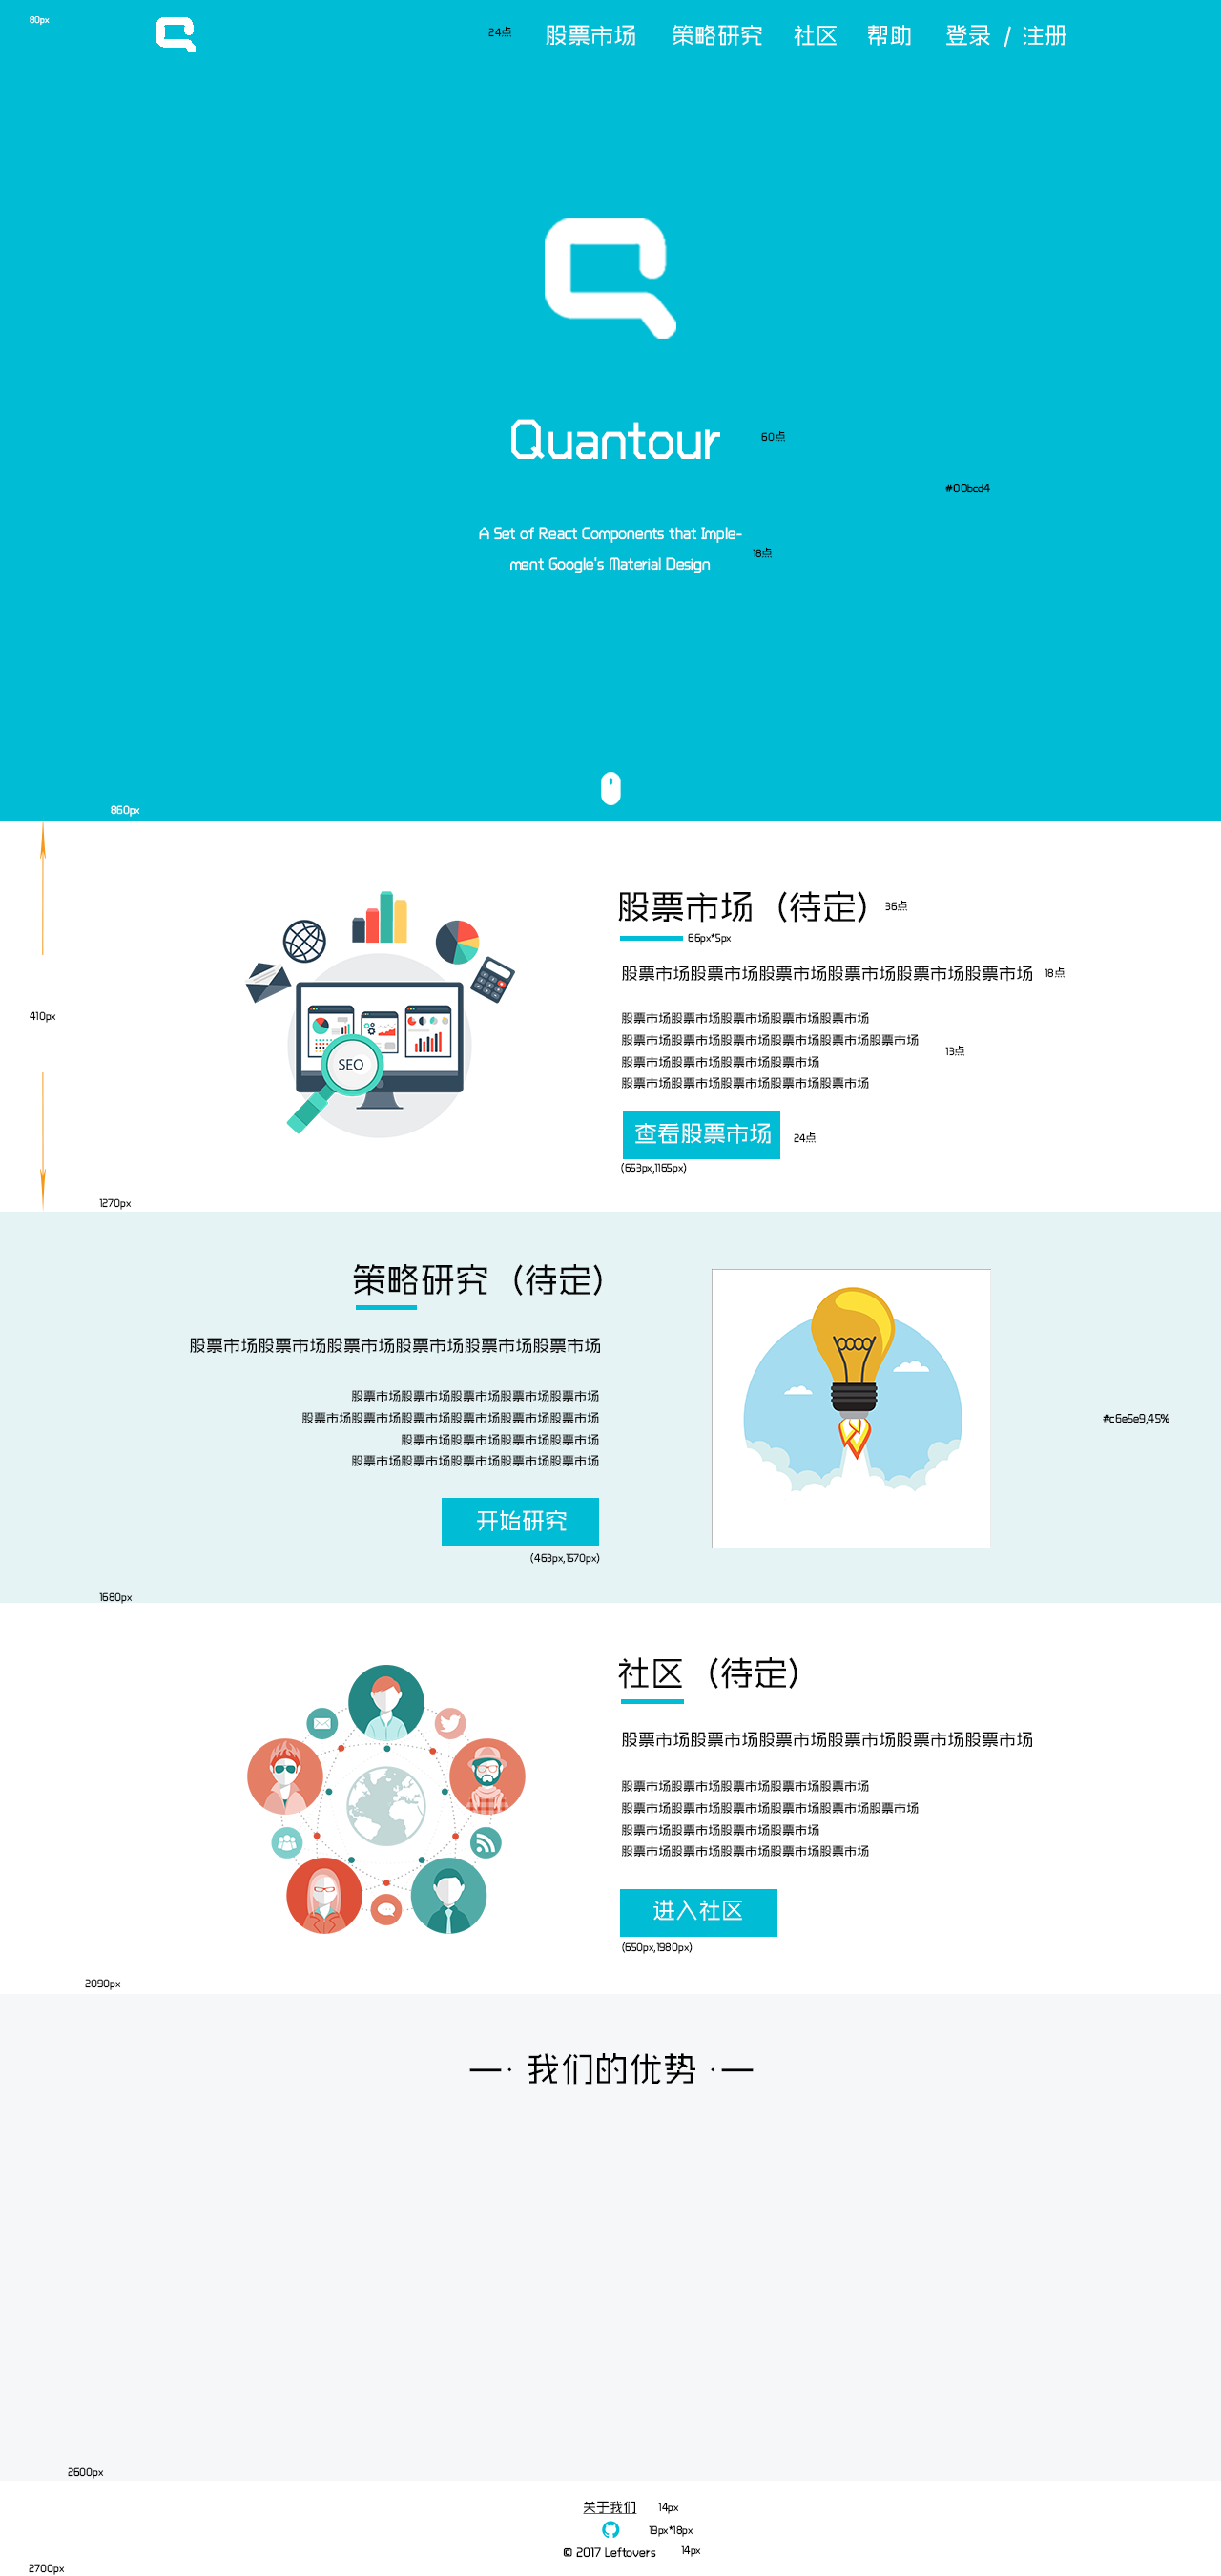 80px
24点
股票市场 策略研究 社区 帮助 登录 / 注册
Quantour
60点
#00bcd4
A Set of React Components that Imple-
ment Google's Material Design
18点
860px
410px
1270px
SEO
股票市场（待定）
36点
66px*5px
股票市场股票市场股票市场股票市场股票市场股票市场
18点
股票市场股票市场股票市场股票市场股票市场
股票市场股票市场股票市场股票市场股票市场股票市场
股票市场股票市场股票市场股票市场
股票市场股票市场股票市场股票市场股票市场
13点
查看股票市场
24点
(653px,1165px)
策略研究（待定）
股票市场股票市场股票市场股票市场股票市场股票市场
股票市场股票市场股票市场股票市场股票市场
股票市场股票市场股票市场股票市场股票市场股票市场
股票市场股票市场股票市场股票市场
股票市场股票市场股票市场股票市场股票市场
开始研究
(463px,1570px)
#c6e5e9,45%
1680px
社区（待定）
股票市场股票市场股票市场股票市场股票市场股票市场
股票市场股票市场股票市场股票市场股票市场
股票市场股票市场股票市场股票市场股票市场股票市场
股票市场股票市场股票市场股票市场
股票市场股票市场股票市场股票市场股票市场
进入社区
(650px,1980px)
2090px
—· 我们的优势 ·—
2600px
关于我们
14px
19px*18px
© 2017 Leftovers
14px
2700px